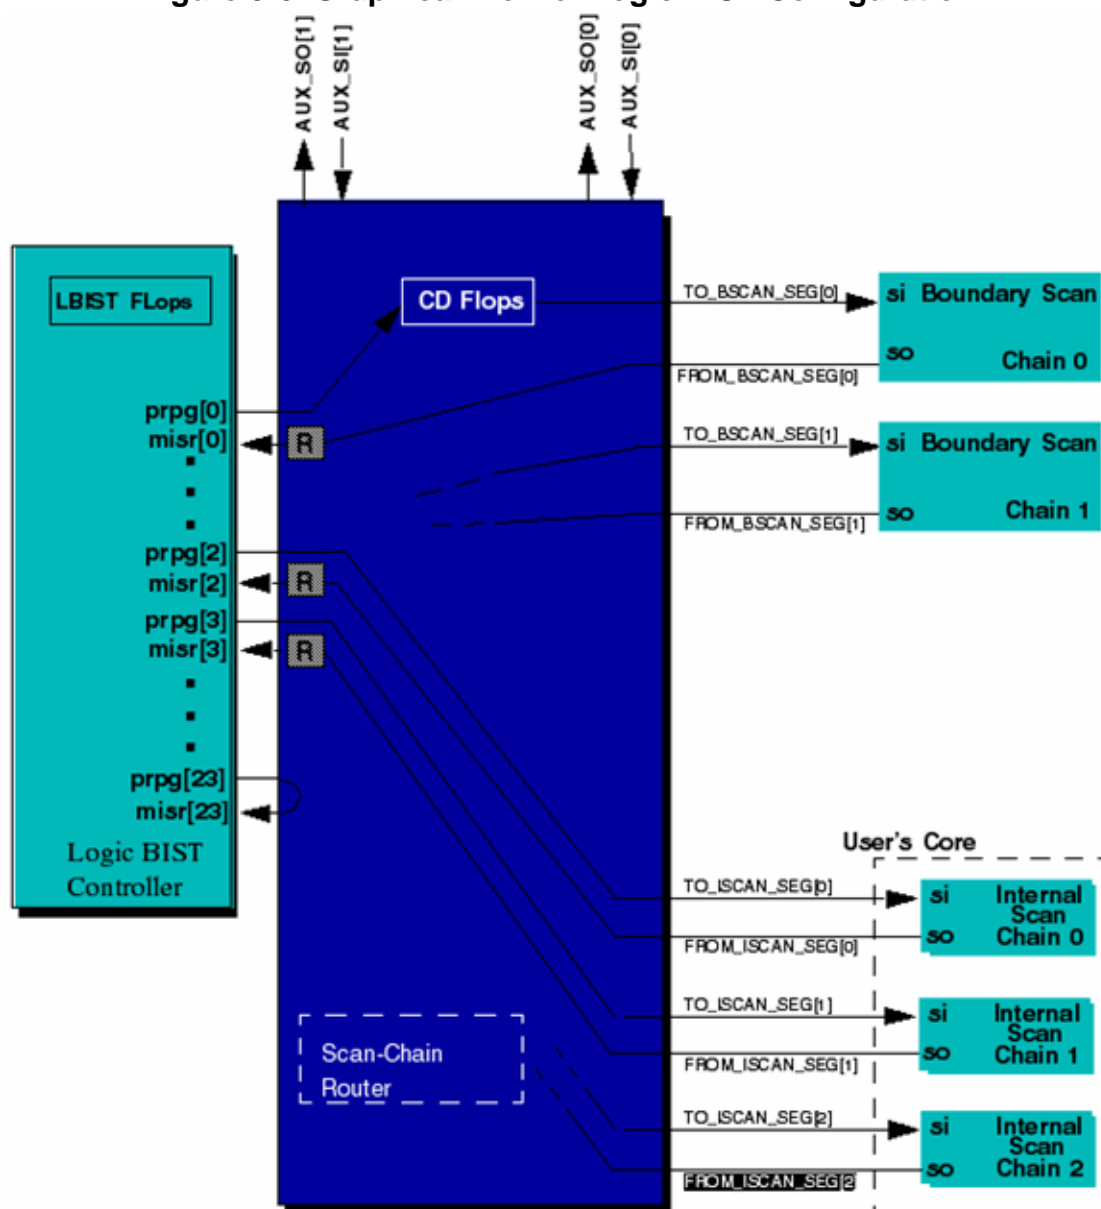 AUX_SO[1]
AUX_SI[1]
AUX_SO[0]
AUX_SI[0]
LBIST FLops
CD Flops
TO_BSCAN_SEG[0]
si Boundary Scan
so
Chain 0
FROM_BSCAN_SEG[0]
prpg[0]
misr[0]
R
TO_BSCAN_SEG[1]
si Boundary Scan
so
Chain 1
FROM_BSCAN_SEG[1]
prpg[2]
misr[2]
R
prpg[3]
misr[3]
R
prpg[23]
misr[23]
Logic BIST
Controller
User's Core
TO_ISCAN_SEG[0]
si Internal
Scan
so Chain 0
FROM_ISCAN_SEG[0]
TO_ISCAN_SEG[1]
si Internal
Scan
so Chain 1
FROM_ISCAN_SEG[1]
Scan-Chain
Router
TO_ISCAN_SEG[2]
si Internal
Scan
so Chain 2
FROM_ISCAN_SEG[2]